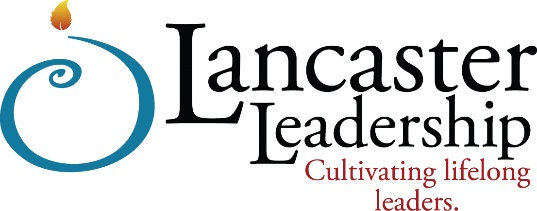 Lancaster
Leadership
Cultivating lifelong
leaders.